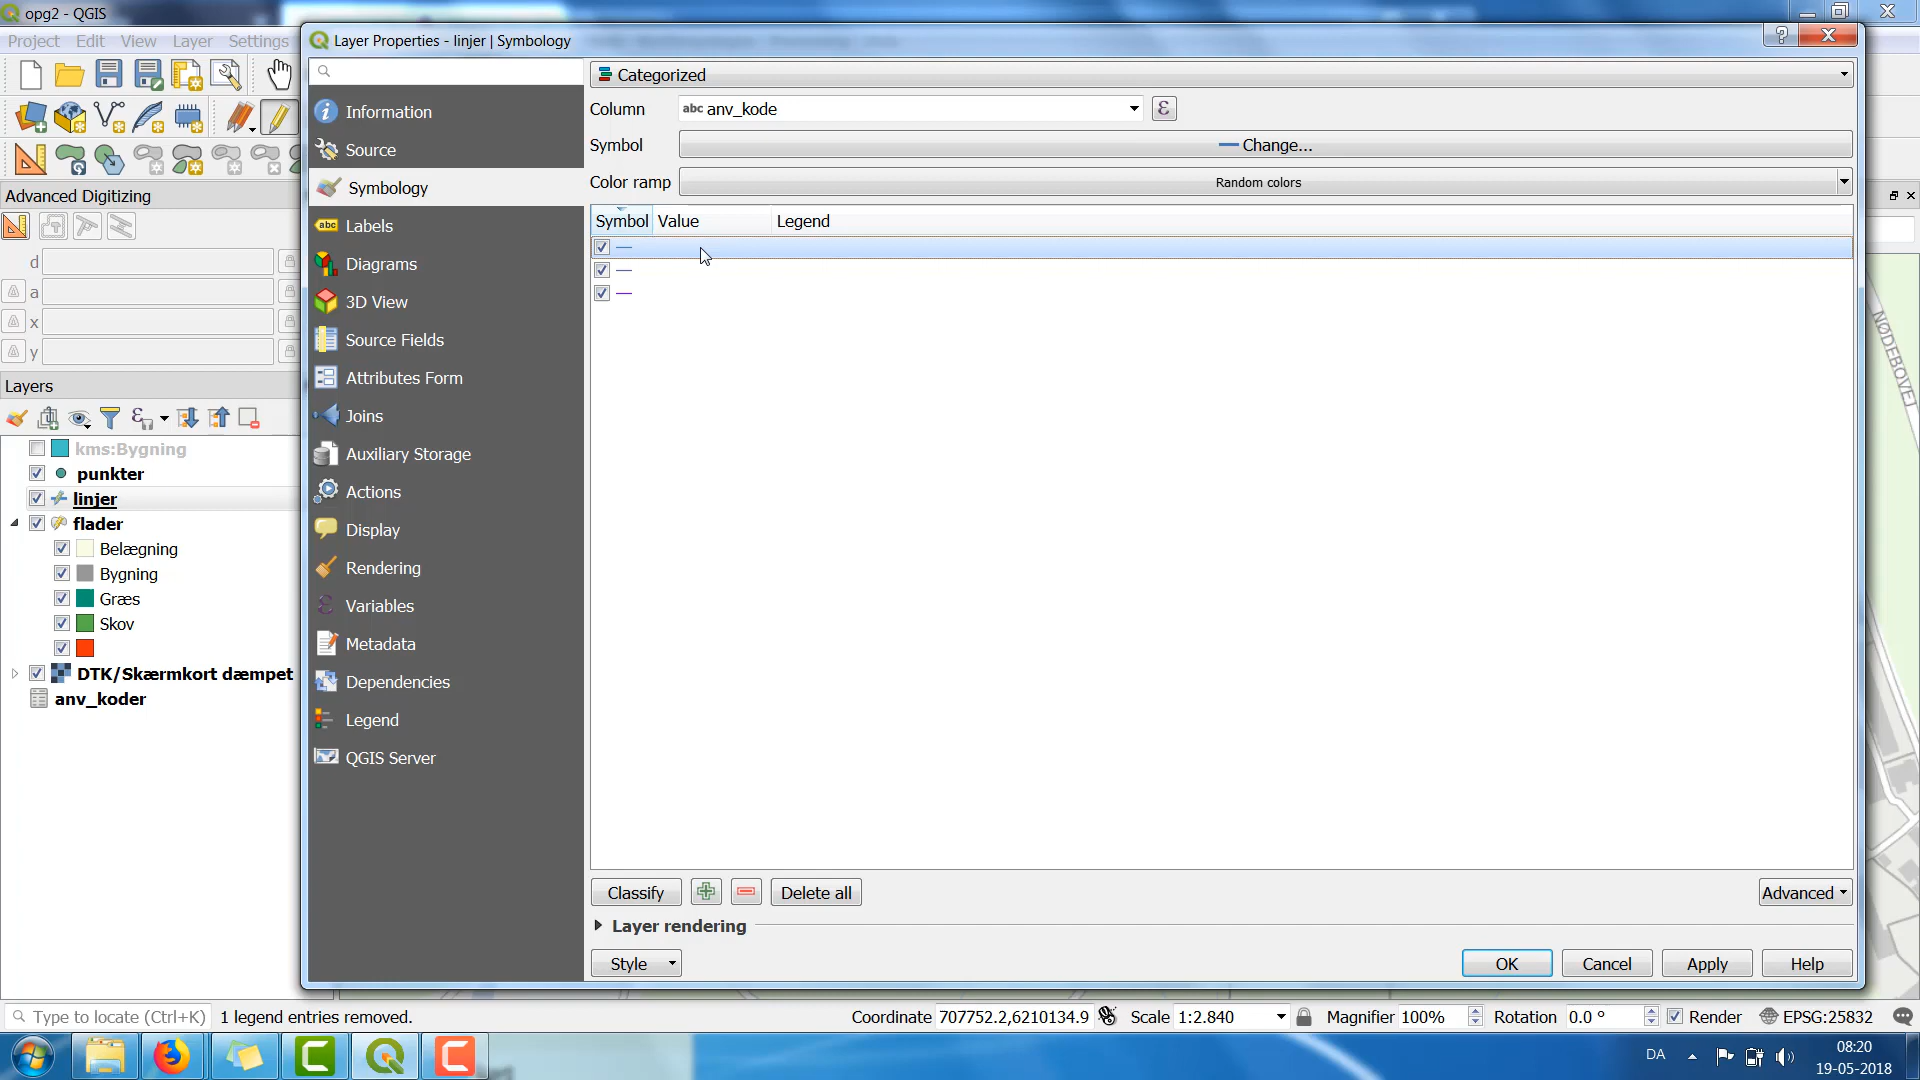 opg2 - QGIS
Project Edit View Layer Settings
Layer Properties - linjer | Symbology
Information
Source
Symbology
Labels
Diagrams
3D View
Source Fields
Attributes Form
Joins
Auxiliary Storage
Actions
Display
Rendering
Variables
Metadata
Dependencies
Legend
QGIS Server
Categorized
Column abc anv_kode ε
Symbol Change...
Color ramp Random colors
Symbol Value Legend
Classify Delete all Advanced
Layer rendering
Style OK Cancel Apply Help
Advanced Digitizing
d
a
x
y
Layers
kms:Bygning
punkter
linjer
flader
Belægning
Bygning
Græs
Skov
DTK/Skærmkort dæmpet
anv_koder
NØDEBOVEJ
Type to locate (Ctrl+K) 1 legend entries removed. Coordinate 707752.2,6210134.9 Scale 1:2.840 Magnifier 100% Rotation 0.0 ° Render EPSG:25832
DA 08:20
19-05-2018